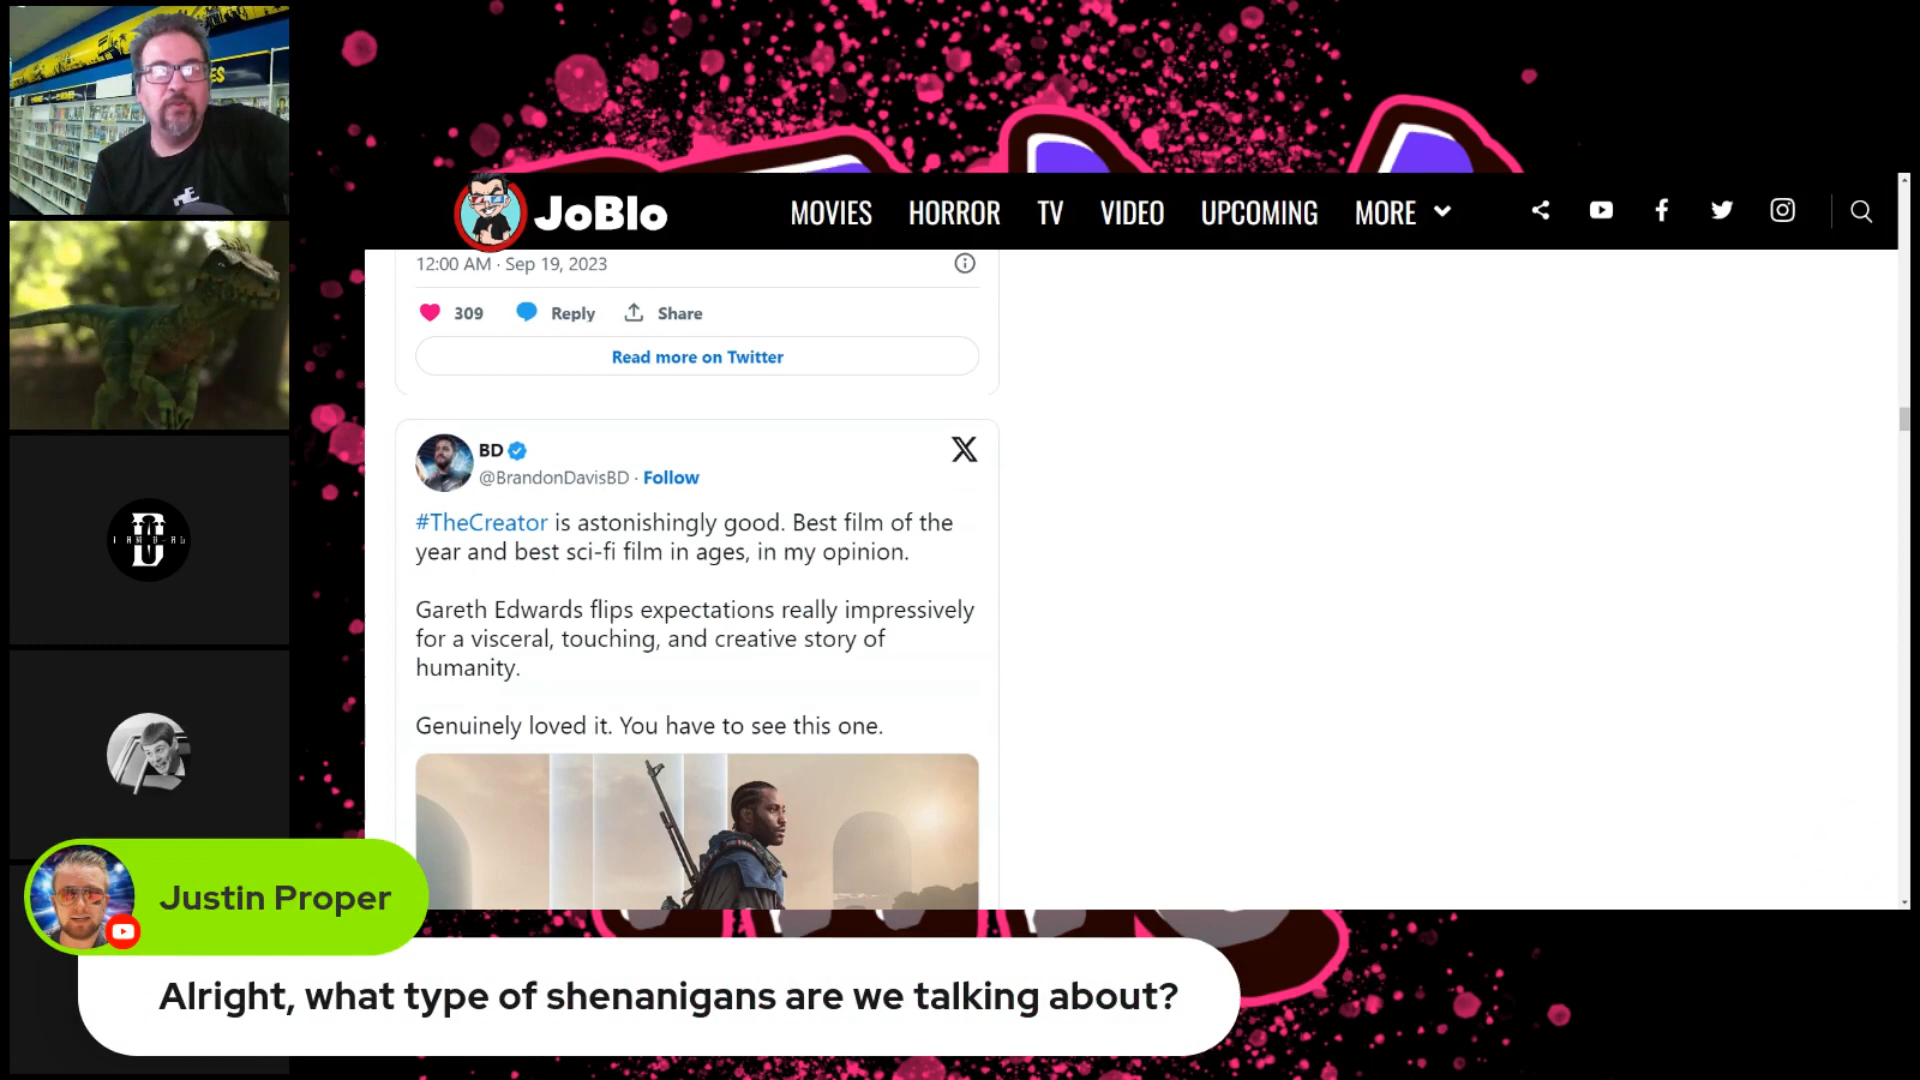 JoBlo
MOVIES HORROR TV VIDEO UPCOMING MORE
12:00 AM · Sep 19, 2023
309 Reply Share
Read more on Twitter
BD
@BrandonDavisBD · Follow
#TheCreator is astonishingly good. Best film of the
year and best sci-fi film in ages, in my opinion.
Gareth Edwards flips expectations really impressively
for a visceral, touching, and creative story of
humanity.
Genuinely loved it. You have to see this one.
Justin Proper
Alright, what type of shenanigans are we talking about?